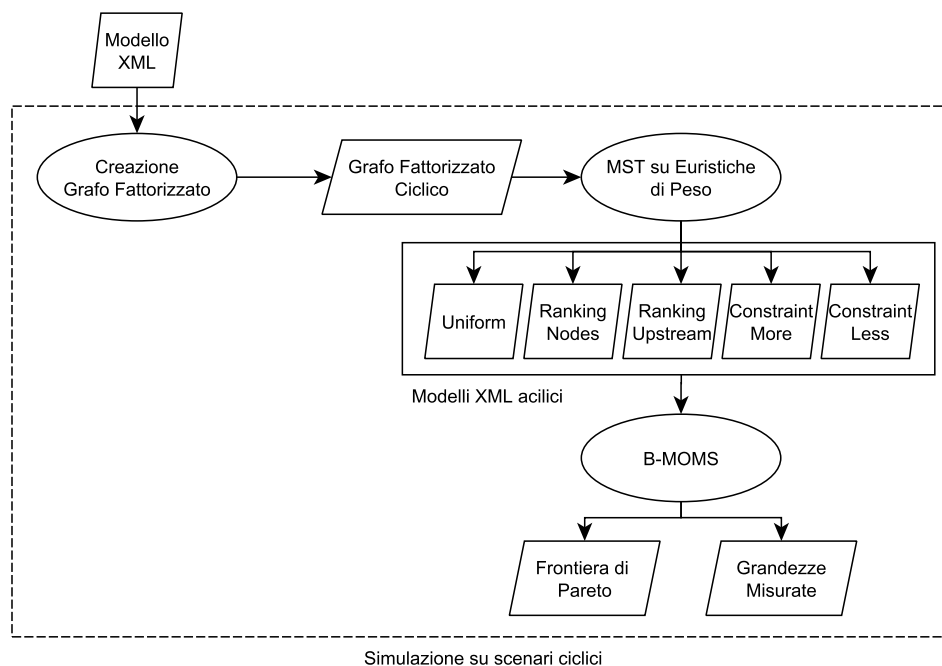 Modello
XML
Creazione
Grafo Fattorizzato
Grafo Fattorizzato
Ciclico
MST su Euristiche
di Peso
Uniform
Ranking
Nodes
Ranking
Upstream
Constraint
More
Constraint
Less
Modelli XML acilici
B-MOMS
Frontiera di
Pareto
Grandezze
Misurate
Simulazione su scenari ciclici